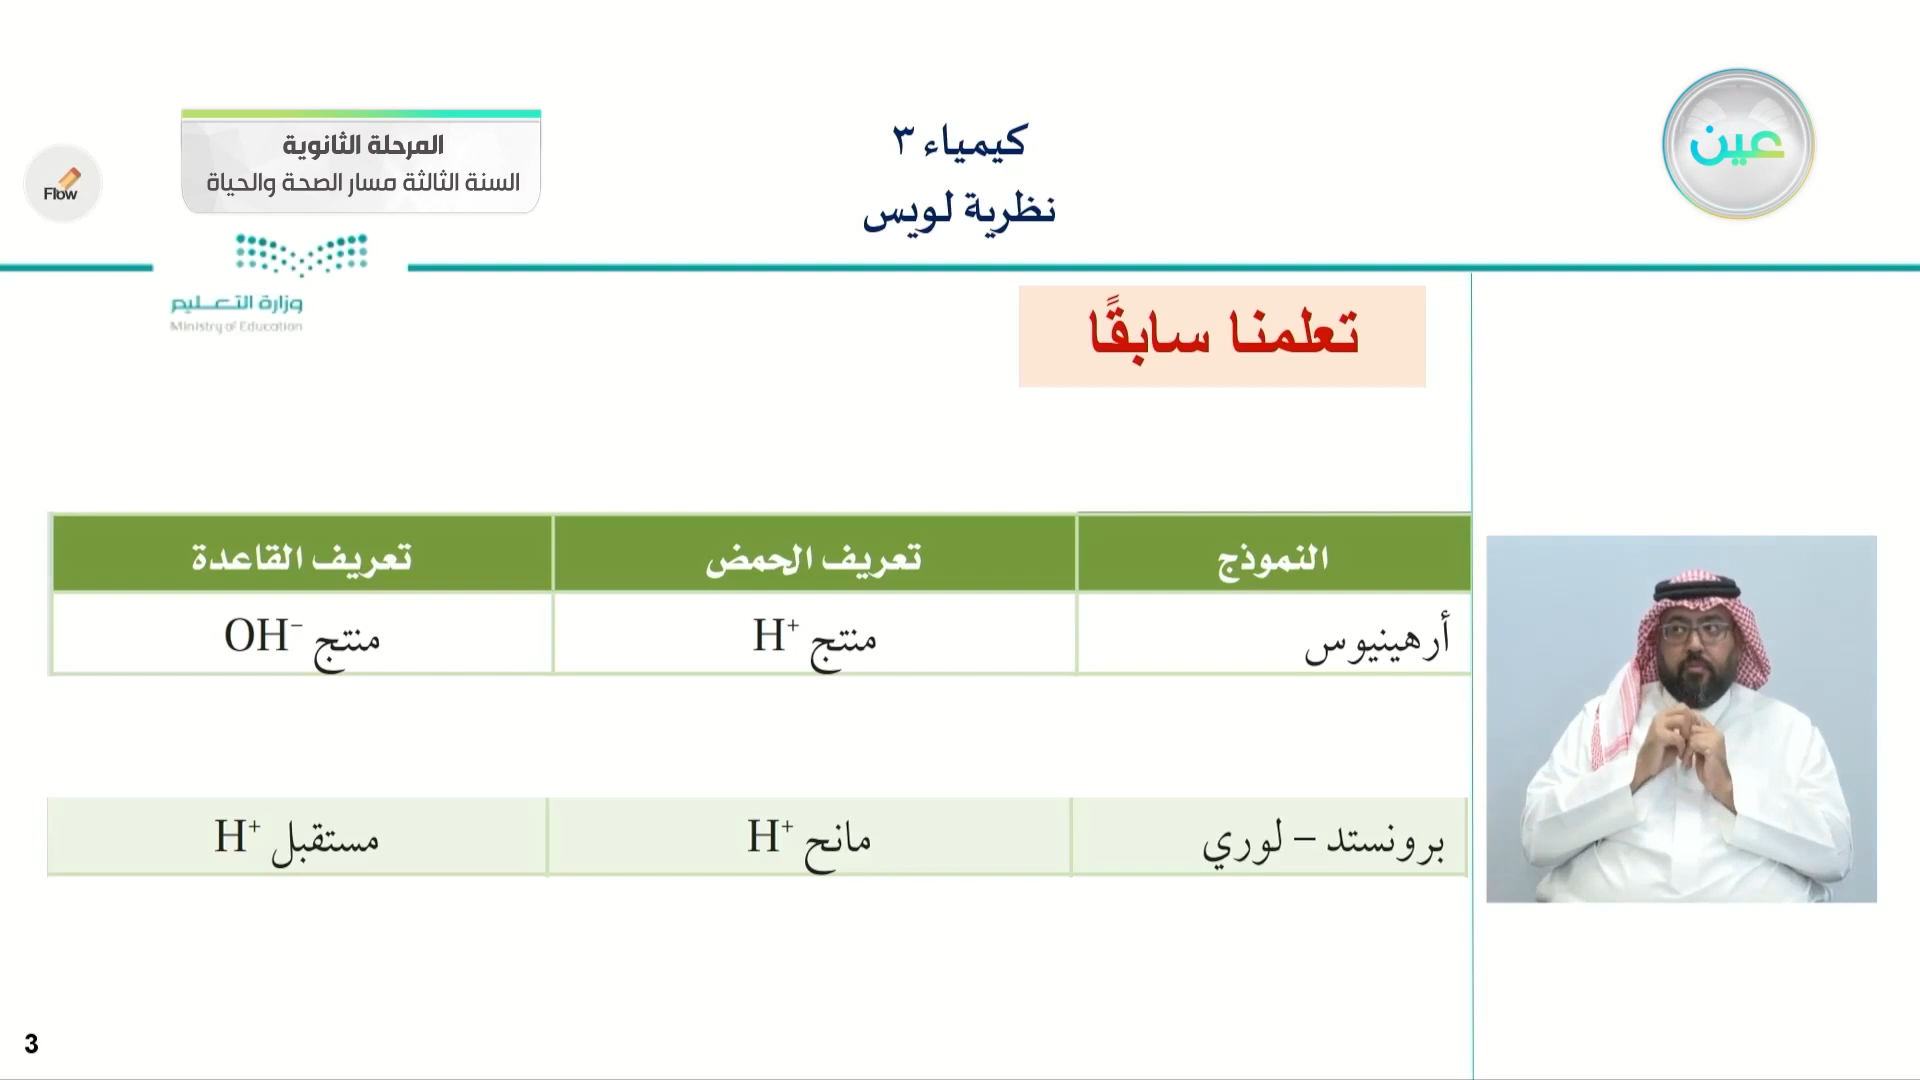 عين
كيمياء ٣
نظرية لويس
المرحلة الثانوية
السنة الثالثة مسار الصحة والحياة
Flow
وزارة التعليم
Ministry of Education
تعلمنا سابقًا
النموذج تعريف الحمض تعريف القاعدة
أرهينيوس منتج H⁺ منتج OH⁻
برونستد – لوري مانح H⁺ مستقبل H⁺
3